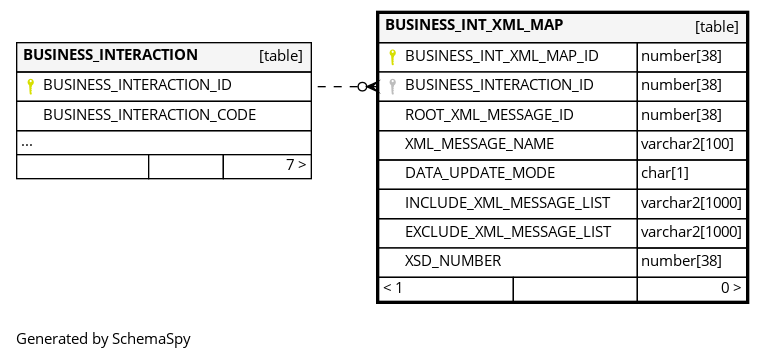 BUSINESS_INTERACTION [table]
BUSINESS_INTERACTION_ID
BUSINESS_INTERACTION_CODE
...
7 >
BUSINESS_INT_XML_MAP [table]
BUSINESS_INT_XML_MAP_ID number[38]
BUSINESS_INTERACTION_ID number[38]
ROOT_XML_MESSAGE_ID number[38]
XML_MESSAGE_NAME varchar2[100]
DATA_UPDATE_MODE char[1]
INCLUDE_XML_MESSAGE_LIST varchar2[1000]
EXCLUDE_XML_MESSAGE_LIST varchar2[1000]
XSD_NUMBER number[38]
< 1 0 >
Generated by SchemaSpy